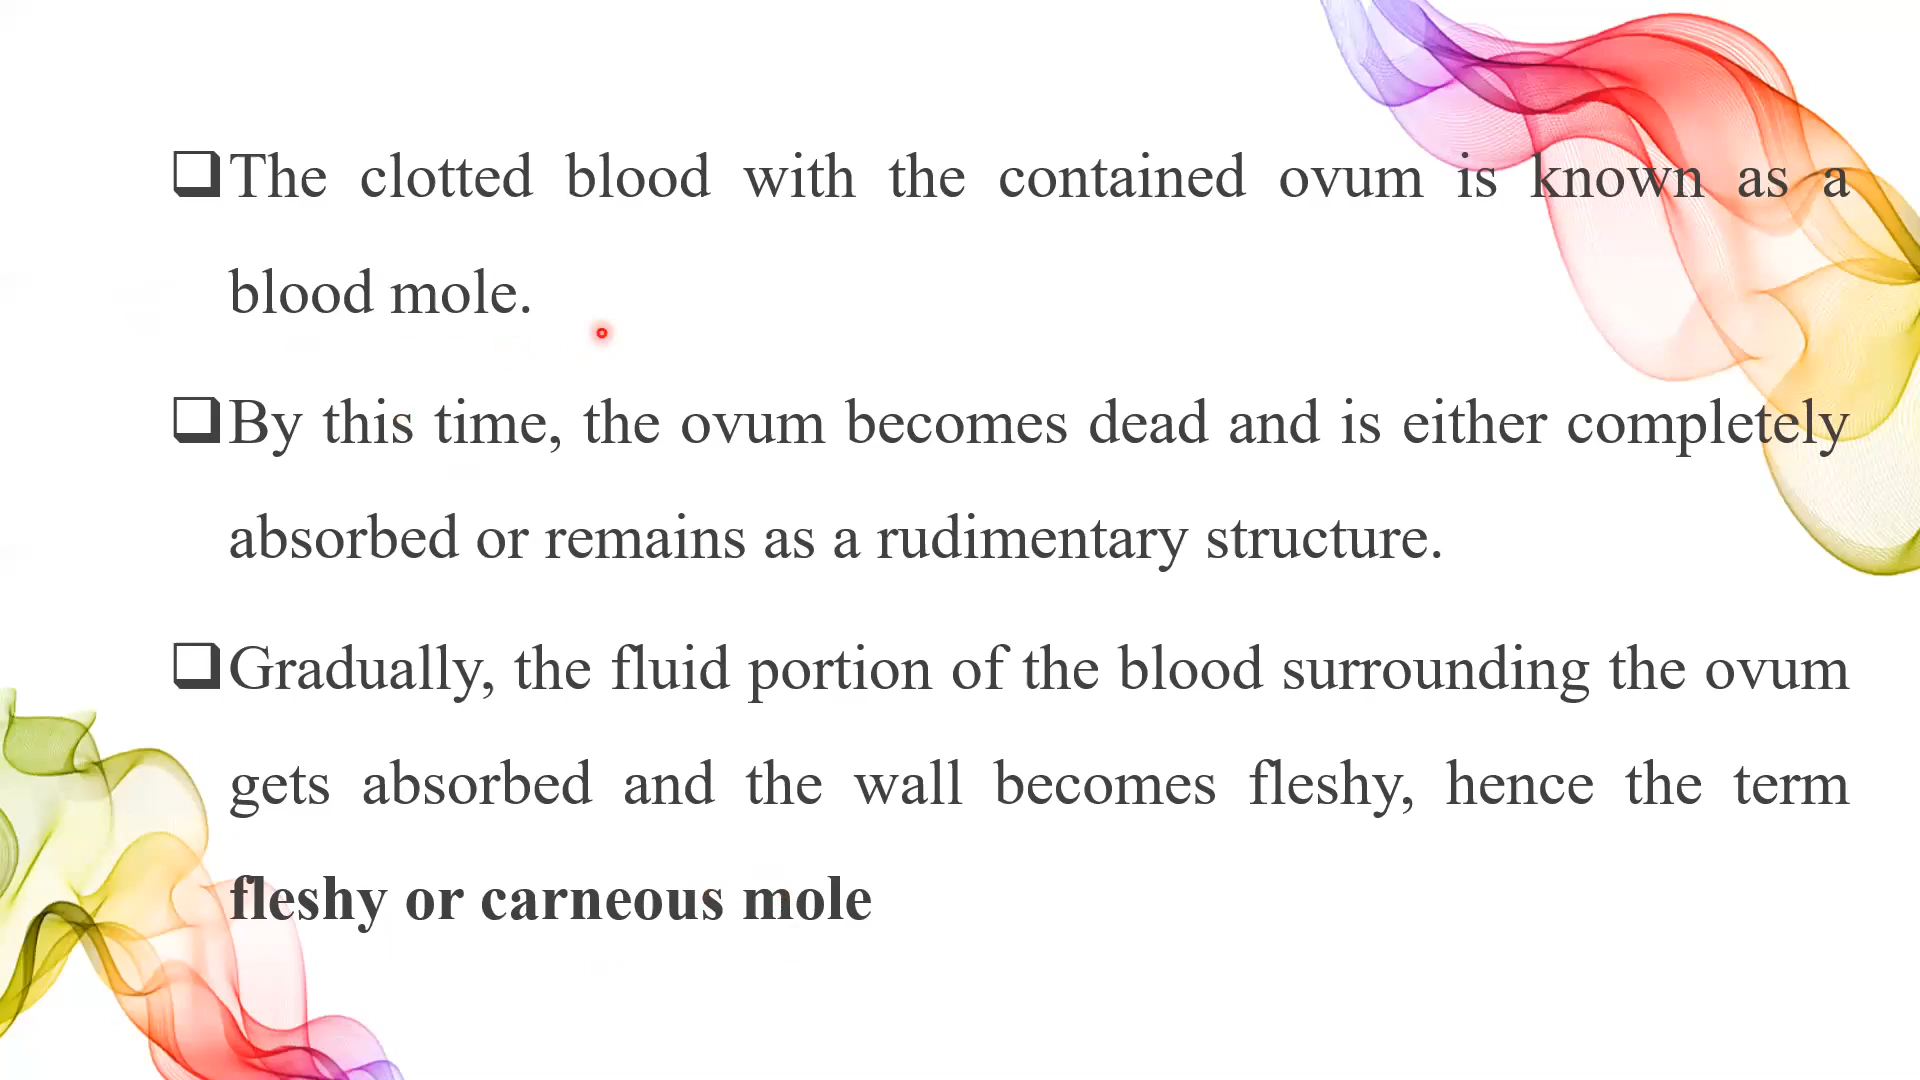 ❑The clotted blood with the contained ovum is known as a
blood mole.
❑By this time, the ovum becomes dead and is either completely
absorbed or remains as a rudimentary structure.
❑Gradually, the fluid portion of the blood surrounding the ovum
gets absorbed and the wall becomes fleshy, hence the term
fleshy or carneous mole